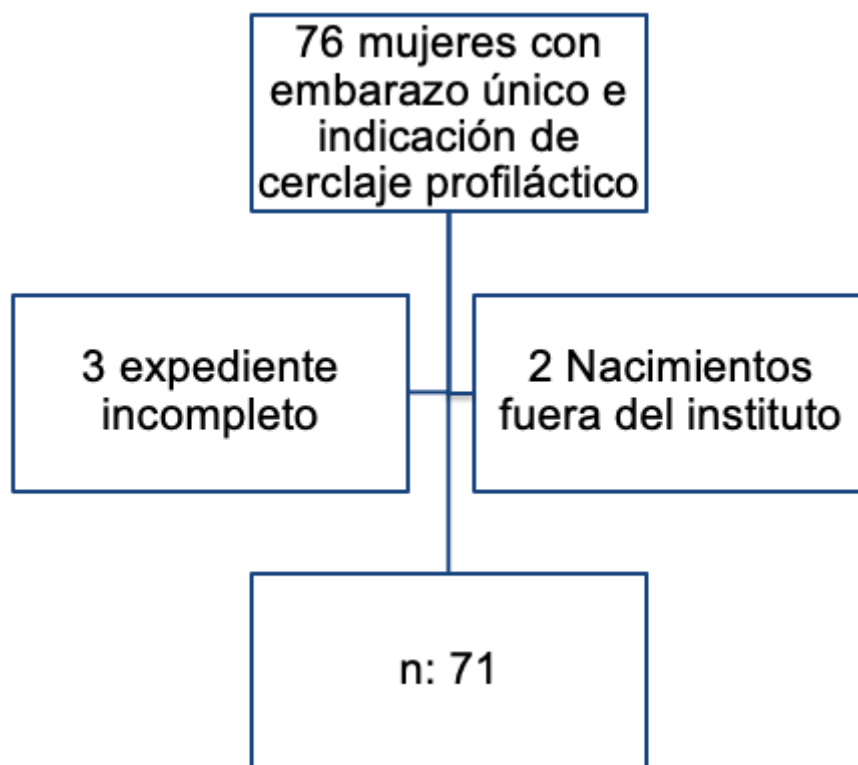 76 mujeres con
embarazo único e
indicación de
cerclaje profiláctico
3 expediente
incompleto
2 Nacimientos
fuera del instituto
n: 71